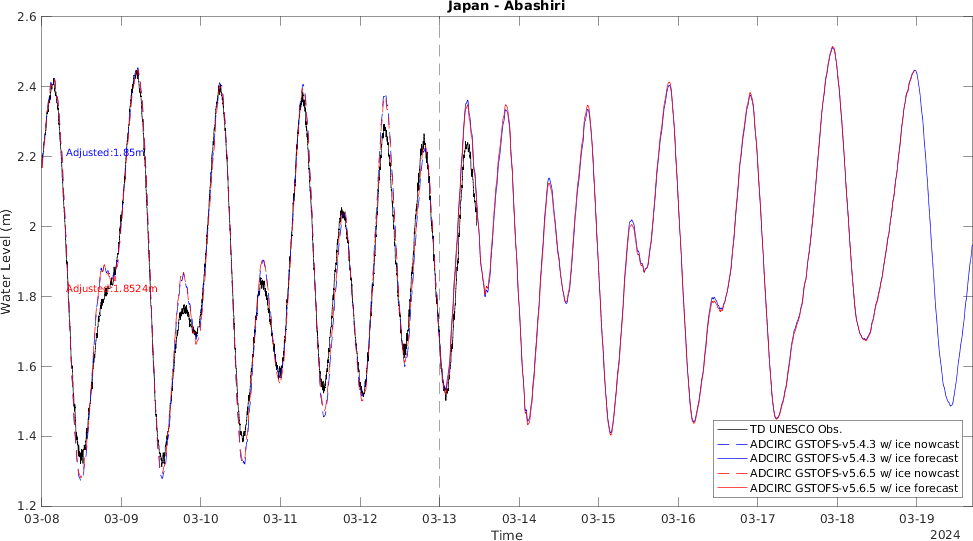 Japan - Abashiri
2.6
2.4
2.2
2
1.8
1.6
1.4
1.2
Water Level (m)
Adjusted:1.85m
Adjusted:1.8524m
TD UNESCO Obs.
ADCIRC GSTOFS-v5.4.3 w/ ice nowcast
ADCIRC GSTOFS-v5.4.3 w/ ice forecast
ADCIRC GSTOFS-v5.6.5 w/ ice nowcast
ADCIRC GSTOFS-v5.6.5 w/ ice forecast
03-08 03-09 03-10 03-11 03-12 03-13 03-14 03-15 03-16 03-17 03-18 03-19
Time
2024